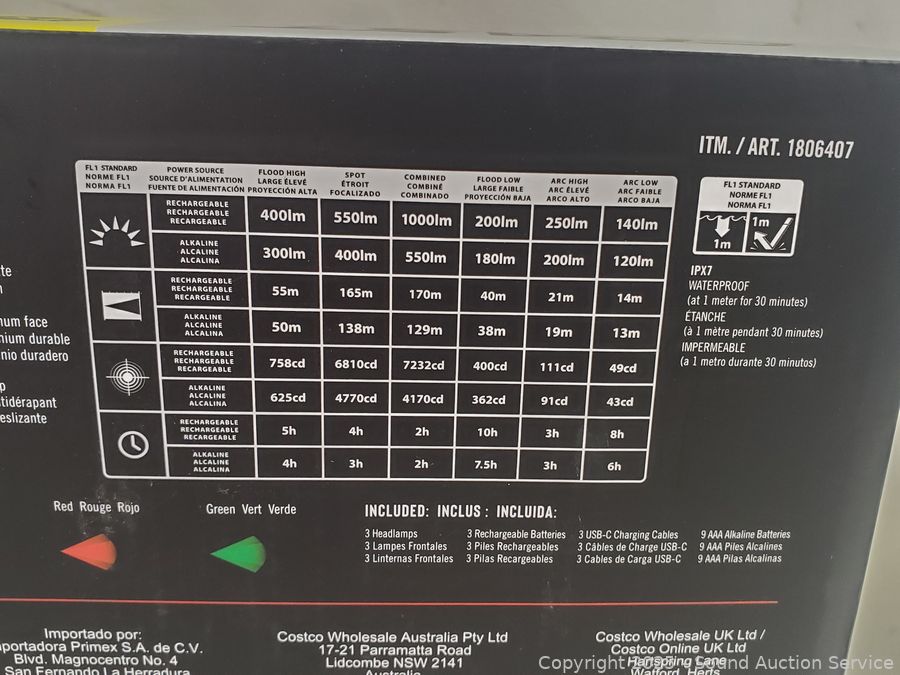 ITM. / ART. 1806407
FL1 STANDARD
NORME FL1
NORMA FL1
POWER SOURCE
SOURCE D'ALIMENTATION
FUENTE DE ALIMENTACIÓN
FLOOD HIGH
LARGE ÉLEVÉ
PROYECCIÓN ALTA
SPOT
ÉTROIT
FOCALIZADO
COMBINED
COMBINÉ
COMBINADO
FLOOD LOW
LARGE FAIBLE
PROYECCIÓN BAJA
ARC HIGH
ARC ÉLEVÉ
ARCO ALTO
ARC LOW
ARC FAIBLE
ARCO BAJA
RECHARGEABLE
RECHARGEABLE
RECARGEABLE
400lm 550lm 1000lm 200lm 250lm 140lm
ALKALINE
ALCALINE
ALCALINA
300lm 400lm 550lm 180lm 200lm 120lm
RECHARGEABLE
RECHARGEABLE
RECARGEABLE
55m 165m 170m 40m 21m 14m
ALKALINE
ALCALINE
ALCALINA
50m 138m 129m 38m 19m 13m
RECHARGEABLE
RECHARGEABLE
RECARGEABLE
758cd 6810cd 7232cd 400cd 111cd 49cd
ALKALINE
ALCALINE
ALCALINA
625cd 4770cd 4170cd 362cd 91cd 43cd
RECHARGEABLE
RECHARGEABLE
RECARGEABLE
5h 4h 2h 10h 3h 8h
ALKALINE
ALCALINE
ALCALINA
4h 3h 2h 7.5h 3h 6h
FL1 STANDARD
NORME FL1
NORMA FL1
1m 1m
IPX7
WATERPROOF
(at 1 meter for 30 minutes)
ÉTANCHE
(à 1 mètre pendant 30 minutes)
IMPERMEABLE
(a 1 metro durante 30 minutos)
num face
nium durable
nio duradero
tidérapant
eslizante
Red Rouge Rojo
Green Vert Verde
INCLUDED: INCLUS : INCLUIDA:
3 Headlamps
3 Lampes Frontales
3 Linternas Frontales
3 Rechargeable Batteries
3 Piles Rechargeables
3 Pilas Recargables
3 USB-C Charging Cables
3 Câbles de Charge USB-C
3 Cables de Carga USB-C
9 AAA Alkaline Batteries
9 AAA Piles Alcalines
9 AAA Pilas Alcalinas
Importado por:
portadora Primex S.A. de C.V.
Blvd. Magnocentro No. 4
San Fernando La Herradura
Costco Wholesale Australia Pty Ltd
17-21 Parramatta Road
Lidcombe NSW 2141
Australia
Costco Wholesale UK Ltd /
Costco Online UK Ltd
Hartspring Lane
Watford, Herts
Copyright Sound Auction Service